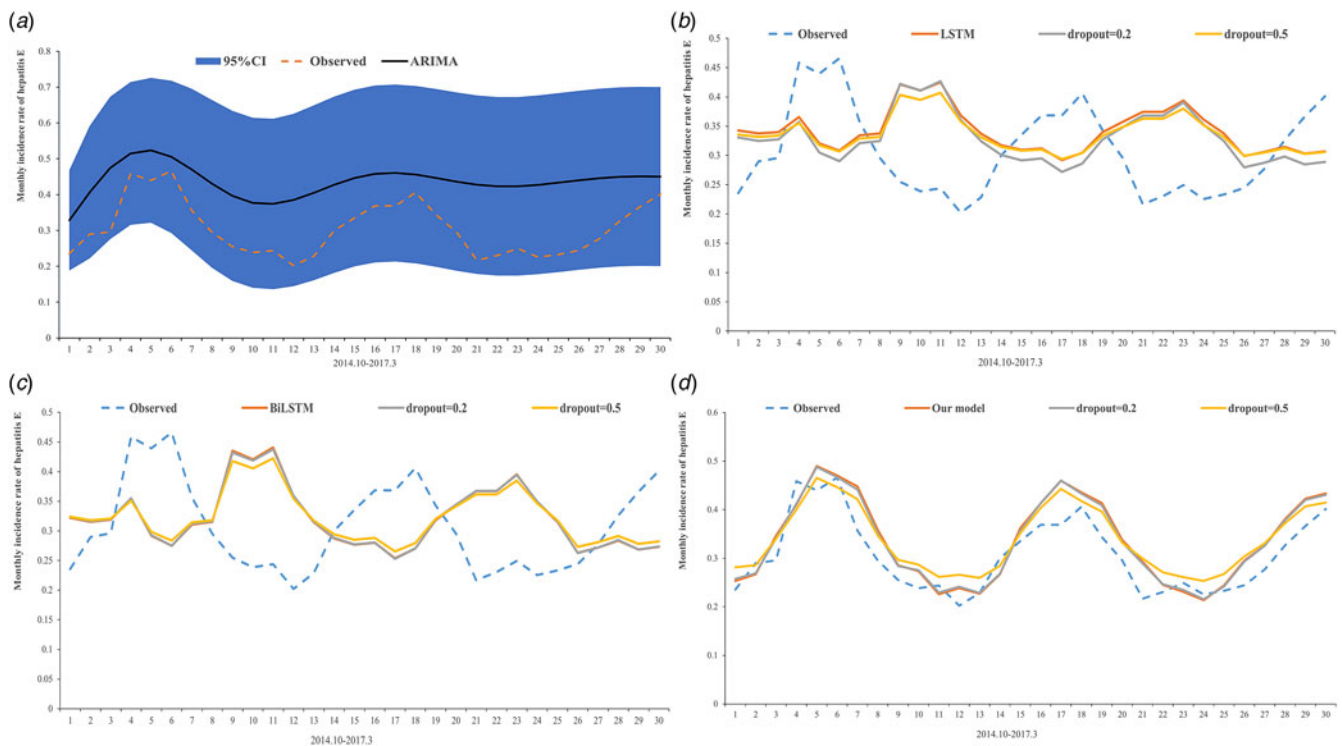 (a)
Monthly incidence rate of hepatitis E
0.8
0.7
0.6
0.5
0.4
0.3
0.2
0.1
0
95%CI Observed ARIMA
1 2 3 4 5 6 7 8 9 10 11 12 13 14 15 16 17 18 19 20 21 22 23 24 25 26 27 28 29 30
2014.10-2017.3
(b)
Monthly incidence rate of hepatitis E
Observed LSTM dropout=0.2 dropout=0.5
0.5
0.45
0.4
0.35
0.3
0.25
0.2
0.15
0.1
0.05
0
1 2 3 4 5 6 7 8 9 10 11 12 13 14 15 16 17 18 19 20 21 22 23 24 25 26 27 28 29 30
2014.10-2017.3
(c)
Monthly incidence rate of hepatitis E
Observed BiLSTM dropout=0.2 dropout=0.5
0.5
0.45
0.4
0.35
0.3
0.25
0.2
0.15
0.1
0.05
0
1 2 3 4 5 6 7 8 9 10 11 12 13 14 15 16 17 18 19 20 21 22 23 24 25 26 27 28 29 30
2014.10-2017.3
(d)
Monthly incidence rate of hepatitis E
Observed Our model dropout=0.2 dropout=0.5
0.6
0.5
0.4
0.3
0.2
0.1
0
1 2 3 4 5 6 7 8 9 10 11 12 13 14 15 16 17 18 19 20 21 22 23 24 25 26 27 28 29 30
2014.10-2017.3